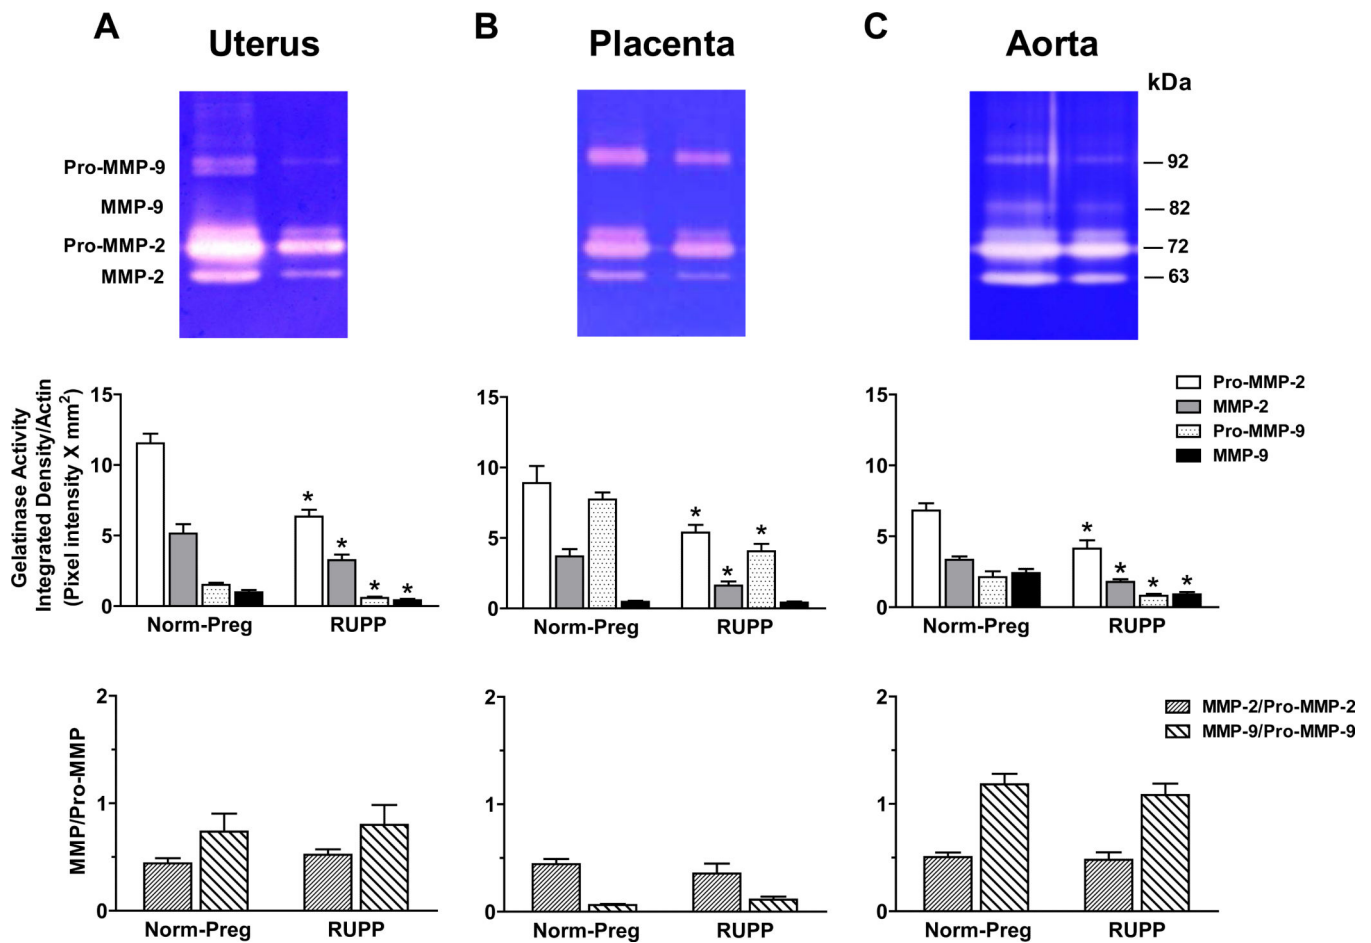 A
Uterus
B
Placenta
C
Aorta
kDa
Pro-MMP-9
MMP-9
Pro-MMP-2
MMP-2
92
82
72
63
Gelatinase Activity
Integrated Density/Actin
(Pixel intensity X mm²)
15
10
5
0
*
*
*
*
Norm-Preg
RUPP
15
10
5
0
*
*
*
Norm-Preg
RUPP
15
10
5
0
*
*
*
*
Norm-Preg
RUPP
Pro-MMP-2
MMP-2
Pro-MMP-9
MMP-9
MMP/Pro-MMP
2
1
0
Norm-Preg
RUPP
2
1
0
Norm-Preg
RUPP
2
1
0
Norm-Preg
RUPP
MMP-2/Pro-MMP-2
MMP-9/Pro-MMP-9